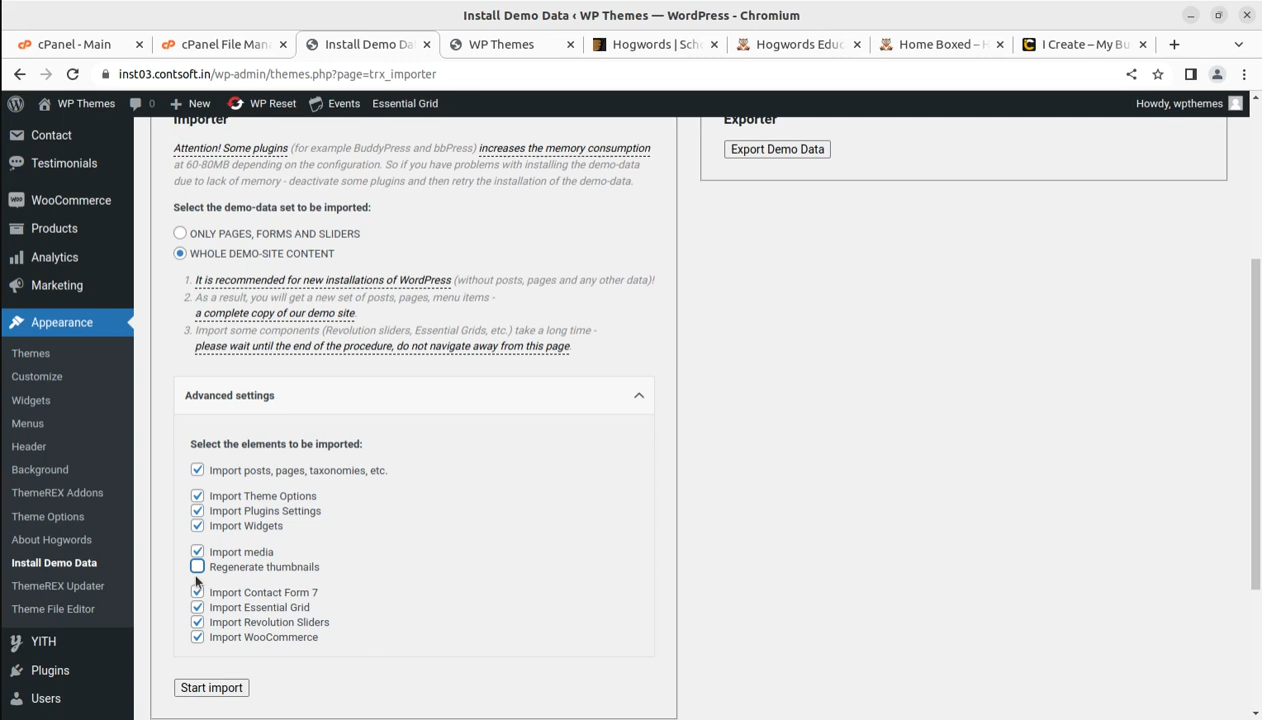 Install Demo Data ‹ WP Themes — WordPress - Chromium
cPanel - Main
cPanel File Man
Install Demo Da
WP Themes
Hogwords | Sch
Hogwords Educ
Home Boxed – H
I Create – My Bu
inst03.contsoft.in/wp-admin/themes.php?page=trx_importer
WP Themes
0
New
WP Reset
Events
Essential Grid
Howdy, wpthemes
Contact
Testimonials
WooCommerce
Products
Analytics
Marketing
Appearance
Themes
Customize
Widgets
Menus
Header
Background
ThemeREX Addons
Theme Options
About Hogwords
Install Demo Data
ThemeREX Updater
Theme File Editor
YITH
Plugins
Users
Importer
Attention! Some plugins (for example BuddyPress and bbPress) increases the memory consumption
at 60-80MB depending on the configuration. So if you have problems with installing the demo-data
due to lack of memory - deactivate some plugins and then retry the installation of the demo-data.
Select the demo-data set to be imported:
ONLY PAGES, FORMS AND SLIDERS
WHOLE DEMO-SITE CONTENT
1. It is recommended for new installations of WordPress (without posts, pages and any other data)!
2. As a result, you will get a new set of posts, pages, menu items -
a complete copy of our demo site.
3. Import some components (Revolution sliders, Essential Grids, etc.) take a long time -
please wait until the end of the procedure, do not navigate away from this page.
Advanced settings
Select the elements to be imported:
Import posts, pages, taxonomies, etc.
Import Theme Options
Import Plugins Settings
Import Widgets
Import media
Regenerate thumbnails
Import Contact Form 7
Import Essential Grid
Import Revolution Sliders
Import WooCommerce
Start import
Exporter
Export Demo Data